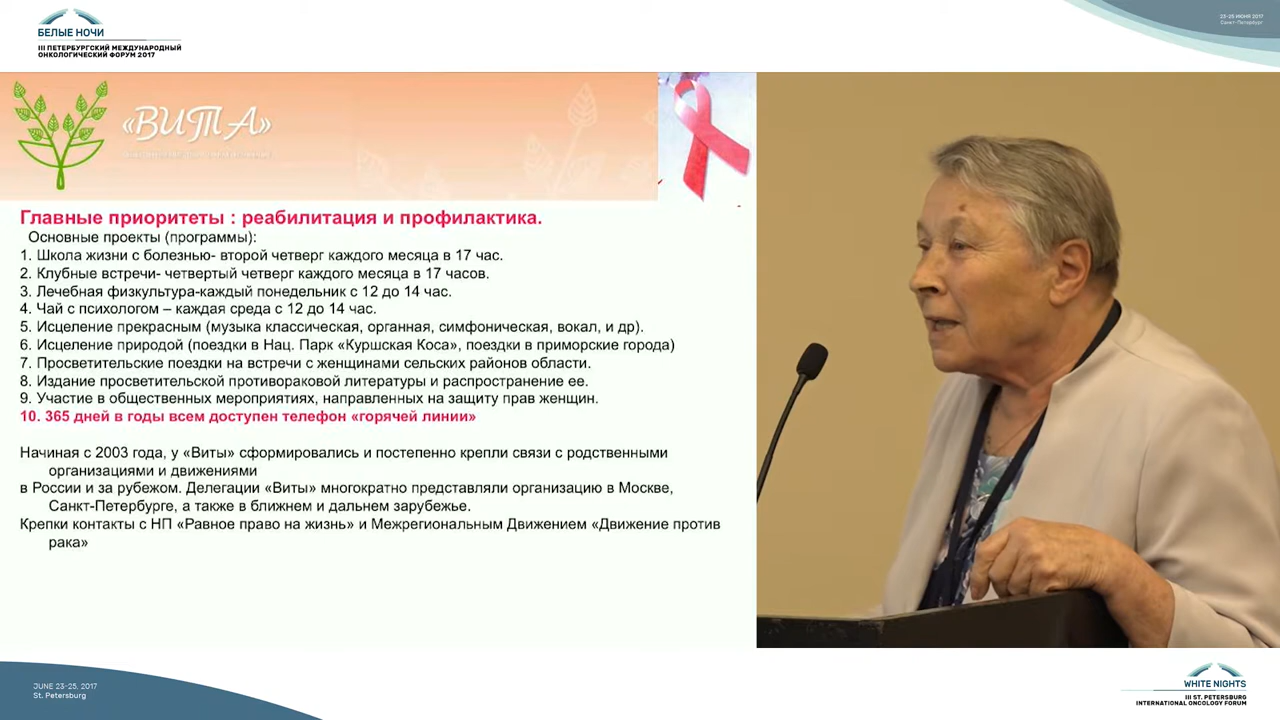 БЕЛЫЕ НОЧИ
III ПЕТЕРБУРГСКИЙ МЕЖДУНАРОДНЫЙ
ОНКОЛОГИЧЕСКИЙ ФОРУМ 2017
23-25 ИЮНЯ 2017
Санкт-Петербург
«ВИТА»
Главные приоритеты : реабилитация и профилактика.
Основные проекты (программы):
1. Школа жизни с болезнью- второй четверг каждого месяца в 17 час.
2. Клубные встречи- четвертый четверг каждого месяца в 17 часов.
3. Лечебная физкультура-каждый понедельник с 12 до 14 час.
4. Чай с психологом – каждая среда с 12 до 14 час.
5. Исцеление прекрасным (музыка классическая, органная, симфоническая, вокал, и др).
6. Исцеление природой (поездки в Нац. Парк «Куршская Коса», поездки в приморские города)
7. Просветительские поездки на встречи с женщинами сельских районов области.
8. Издание просветительской противораковой литературы и распространение ее.
9. Участие в общественных мероприятиях, направленных на защиту прав женщин.
10. 365 дней в годы всем доступен телефон «горячей линии»
Начиная с 2003 года, у «Виты» сформировались и постепенно крепли связи с родственными
организациями и движениями
в России и за рубежом. Делегации «Виты» многократно представляли организацию в Москве,
Санкт-Петербурге, а также в ближнем и дальнем зарубежье.
Крепки контакты с НП «Равное право на жизнь» и Межрегиональным Движением «Движение против
рака»
JUNE 23-25, 2017
St. Petersburg
WHITE NIGHTS
III ST. PETERSBURG
INTERNATIONAL ONCOLOGY FORUM